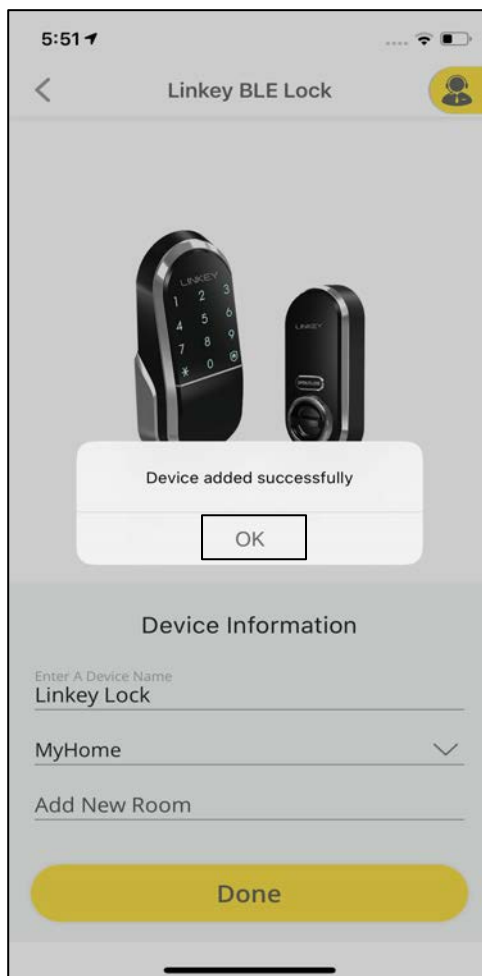 5:51
Linkey BLE Lock
LINKEY
1 2 3
4 5 6
7 8 9
0
LINKEY
Device added successfully
OK
Device Information
Enter A Device Name
Linkey Lock
MyHome
Add New Room
Done